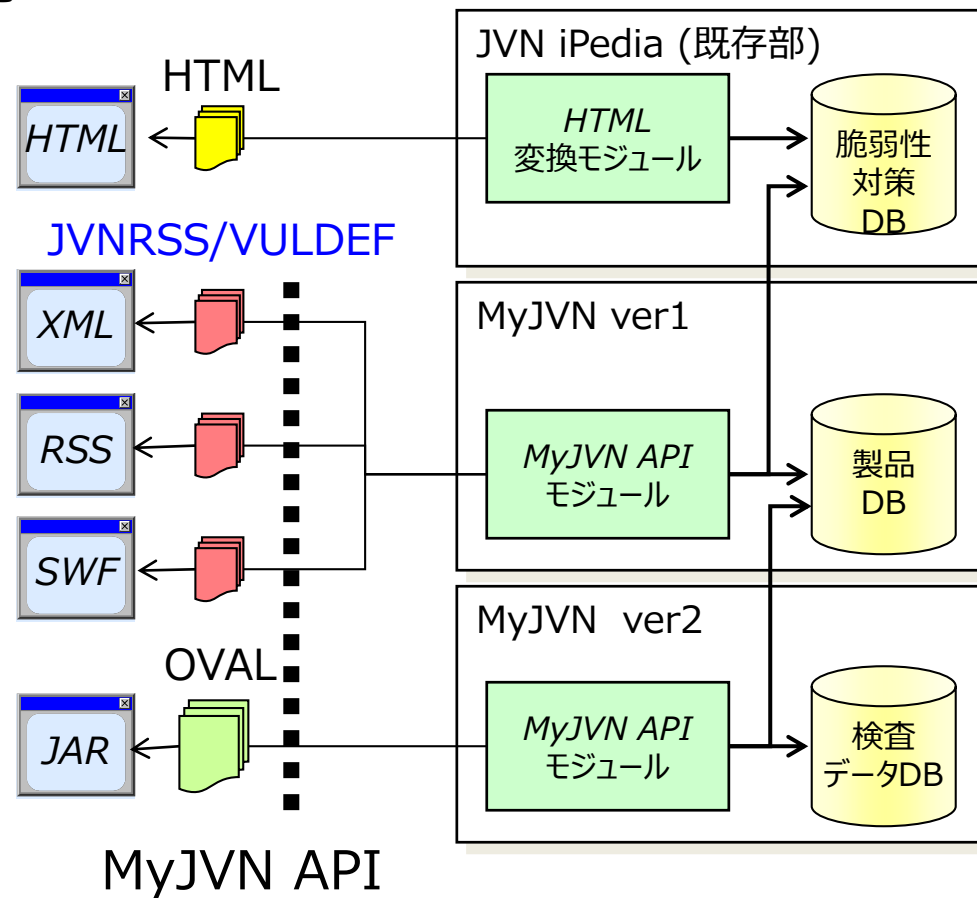 JVN iPedia (既存部)
HTML
HTML
HTML
変換モジュール
脆弱性
対策
DB
JVNRSS/VULDEF
XML
MyJVN ver1
RSS
MyJVN API
モジュール
製品
DB
SWF
MyJVN ver2
OVAL
JAR
MyJVN API
モジュール
検査
データDB
MyJVN API